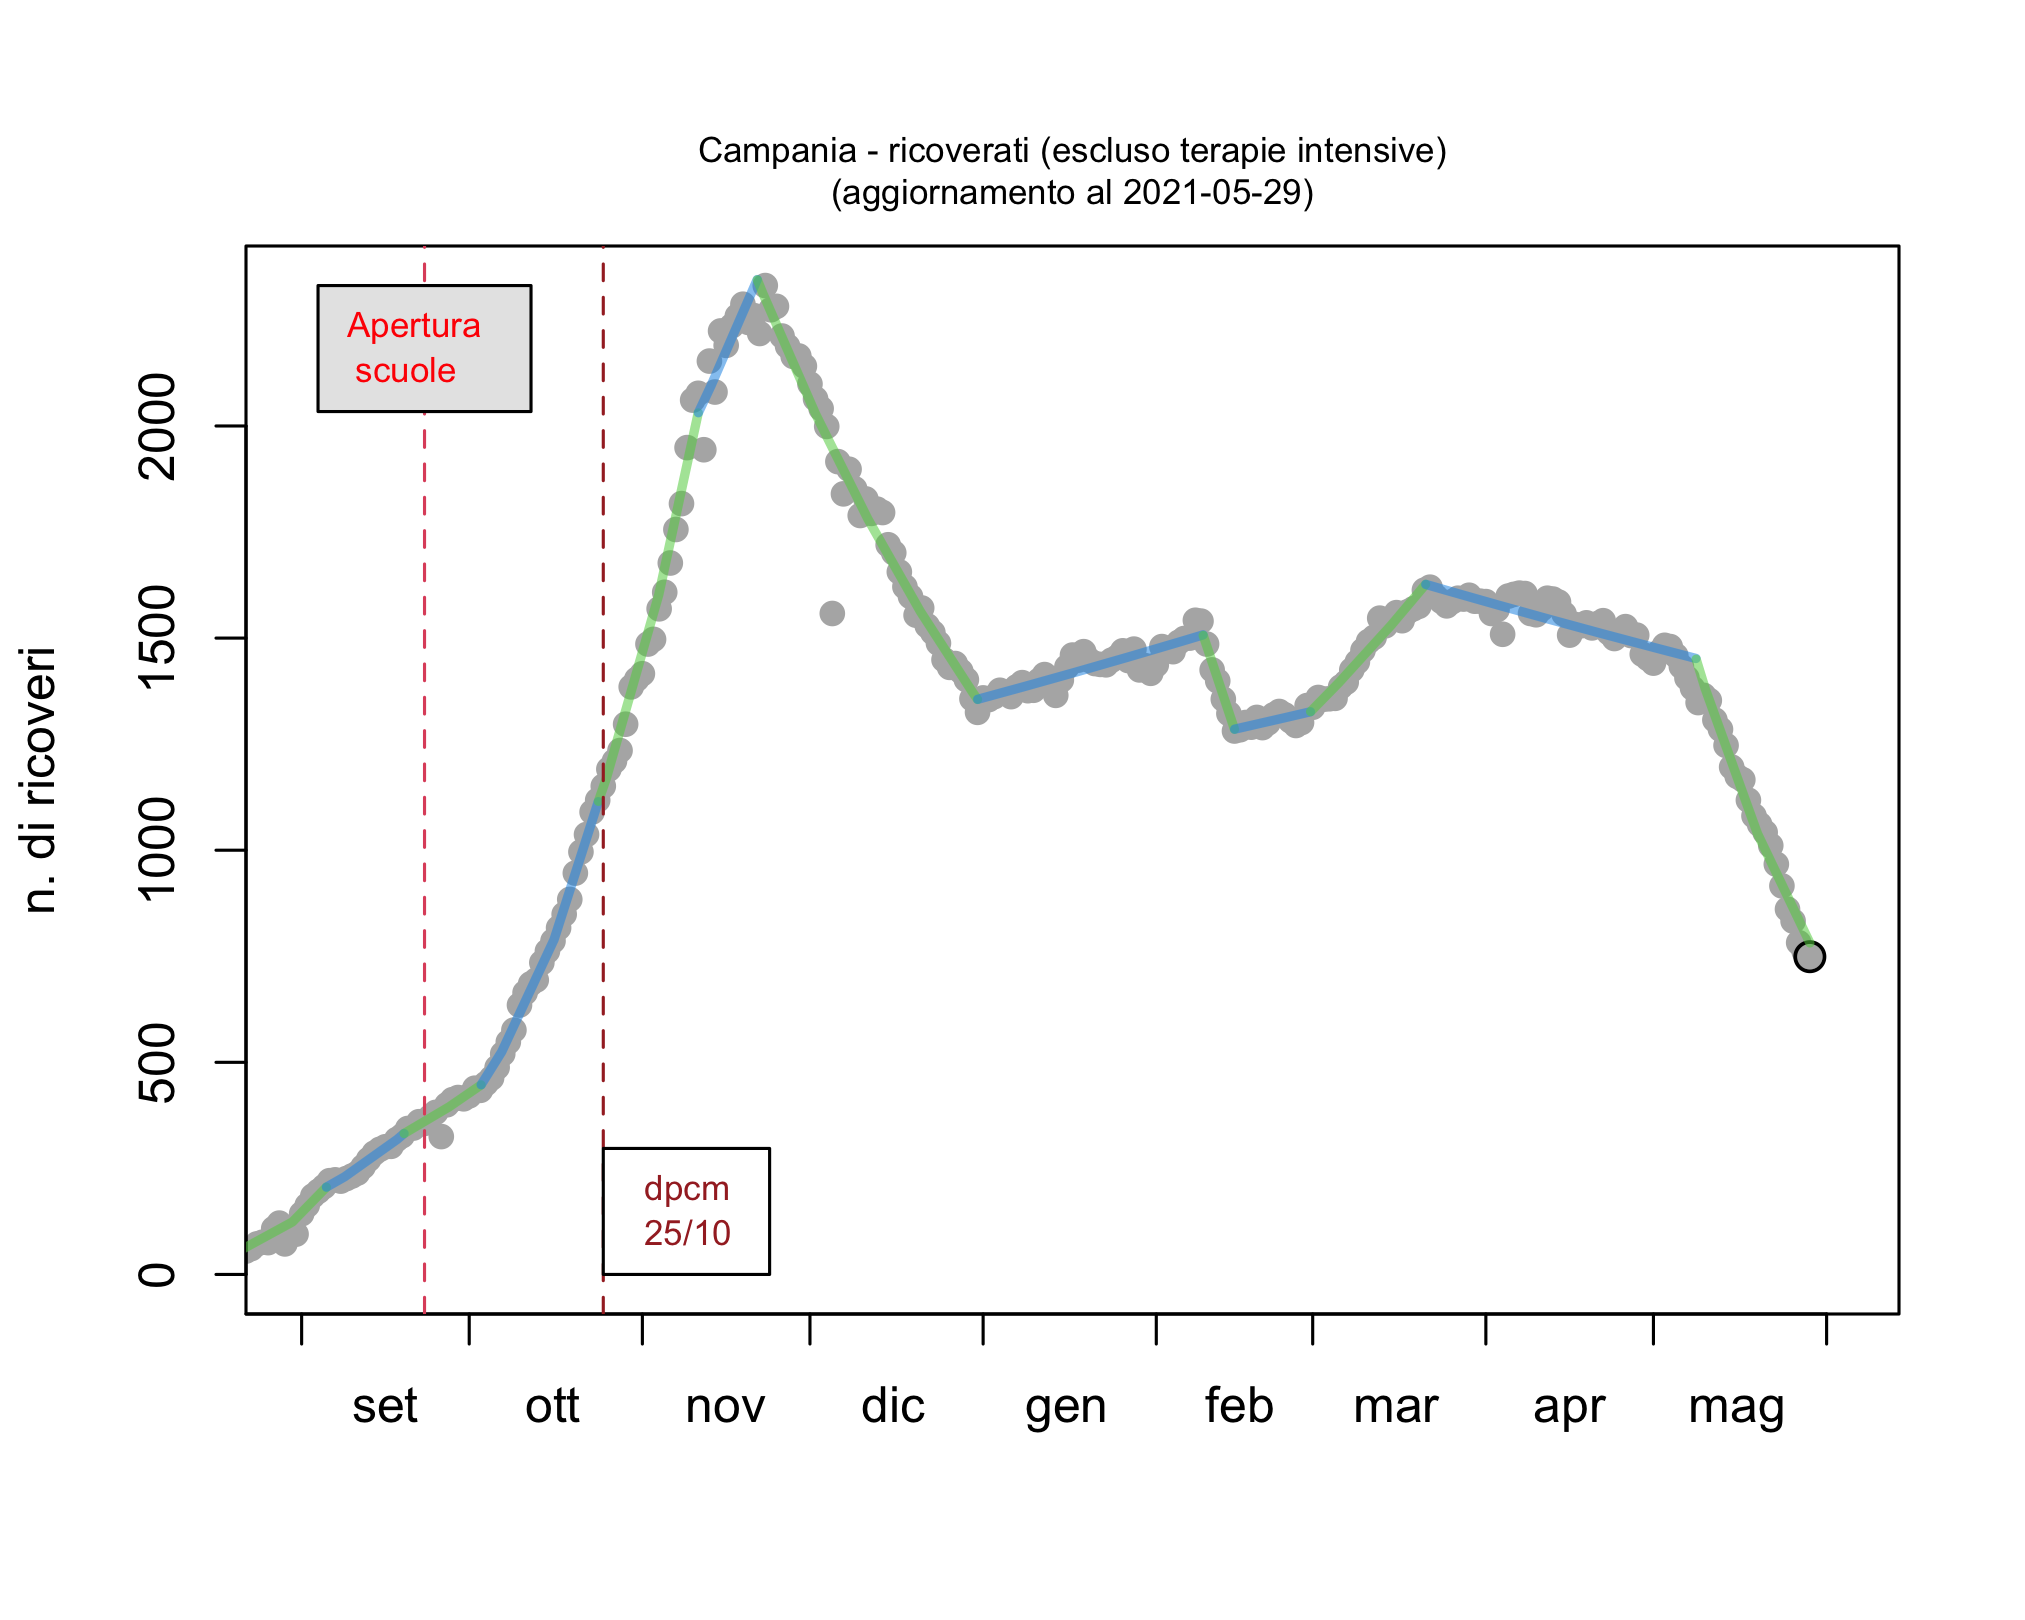 Campania - ricoverati (escluso terapie intensive)
(aggiornamento al 2021-05-29)
Apertura
scuole
n. di ricoveri
2000
1500
1000
500
0
dpcm
25/10
set ott nov dic gen feb mar apr mag